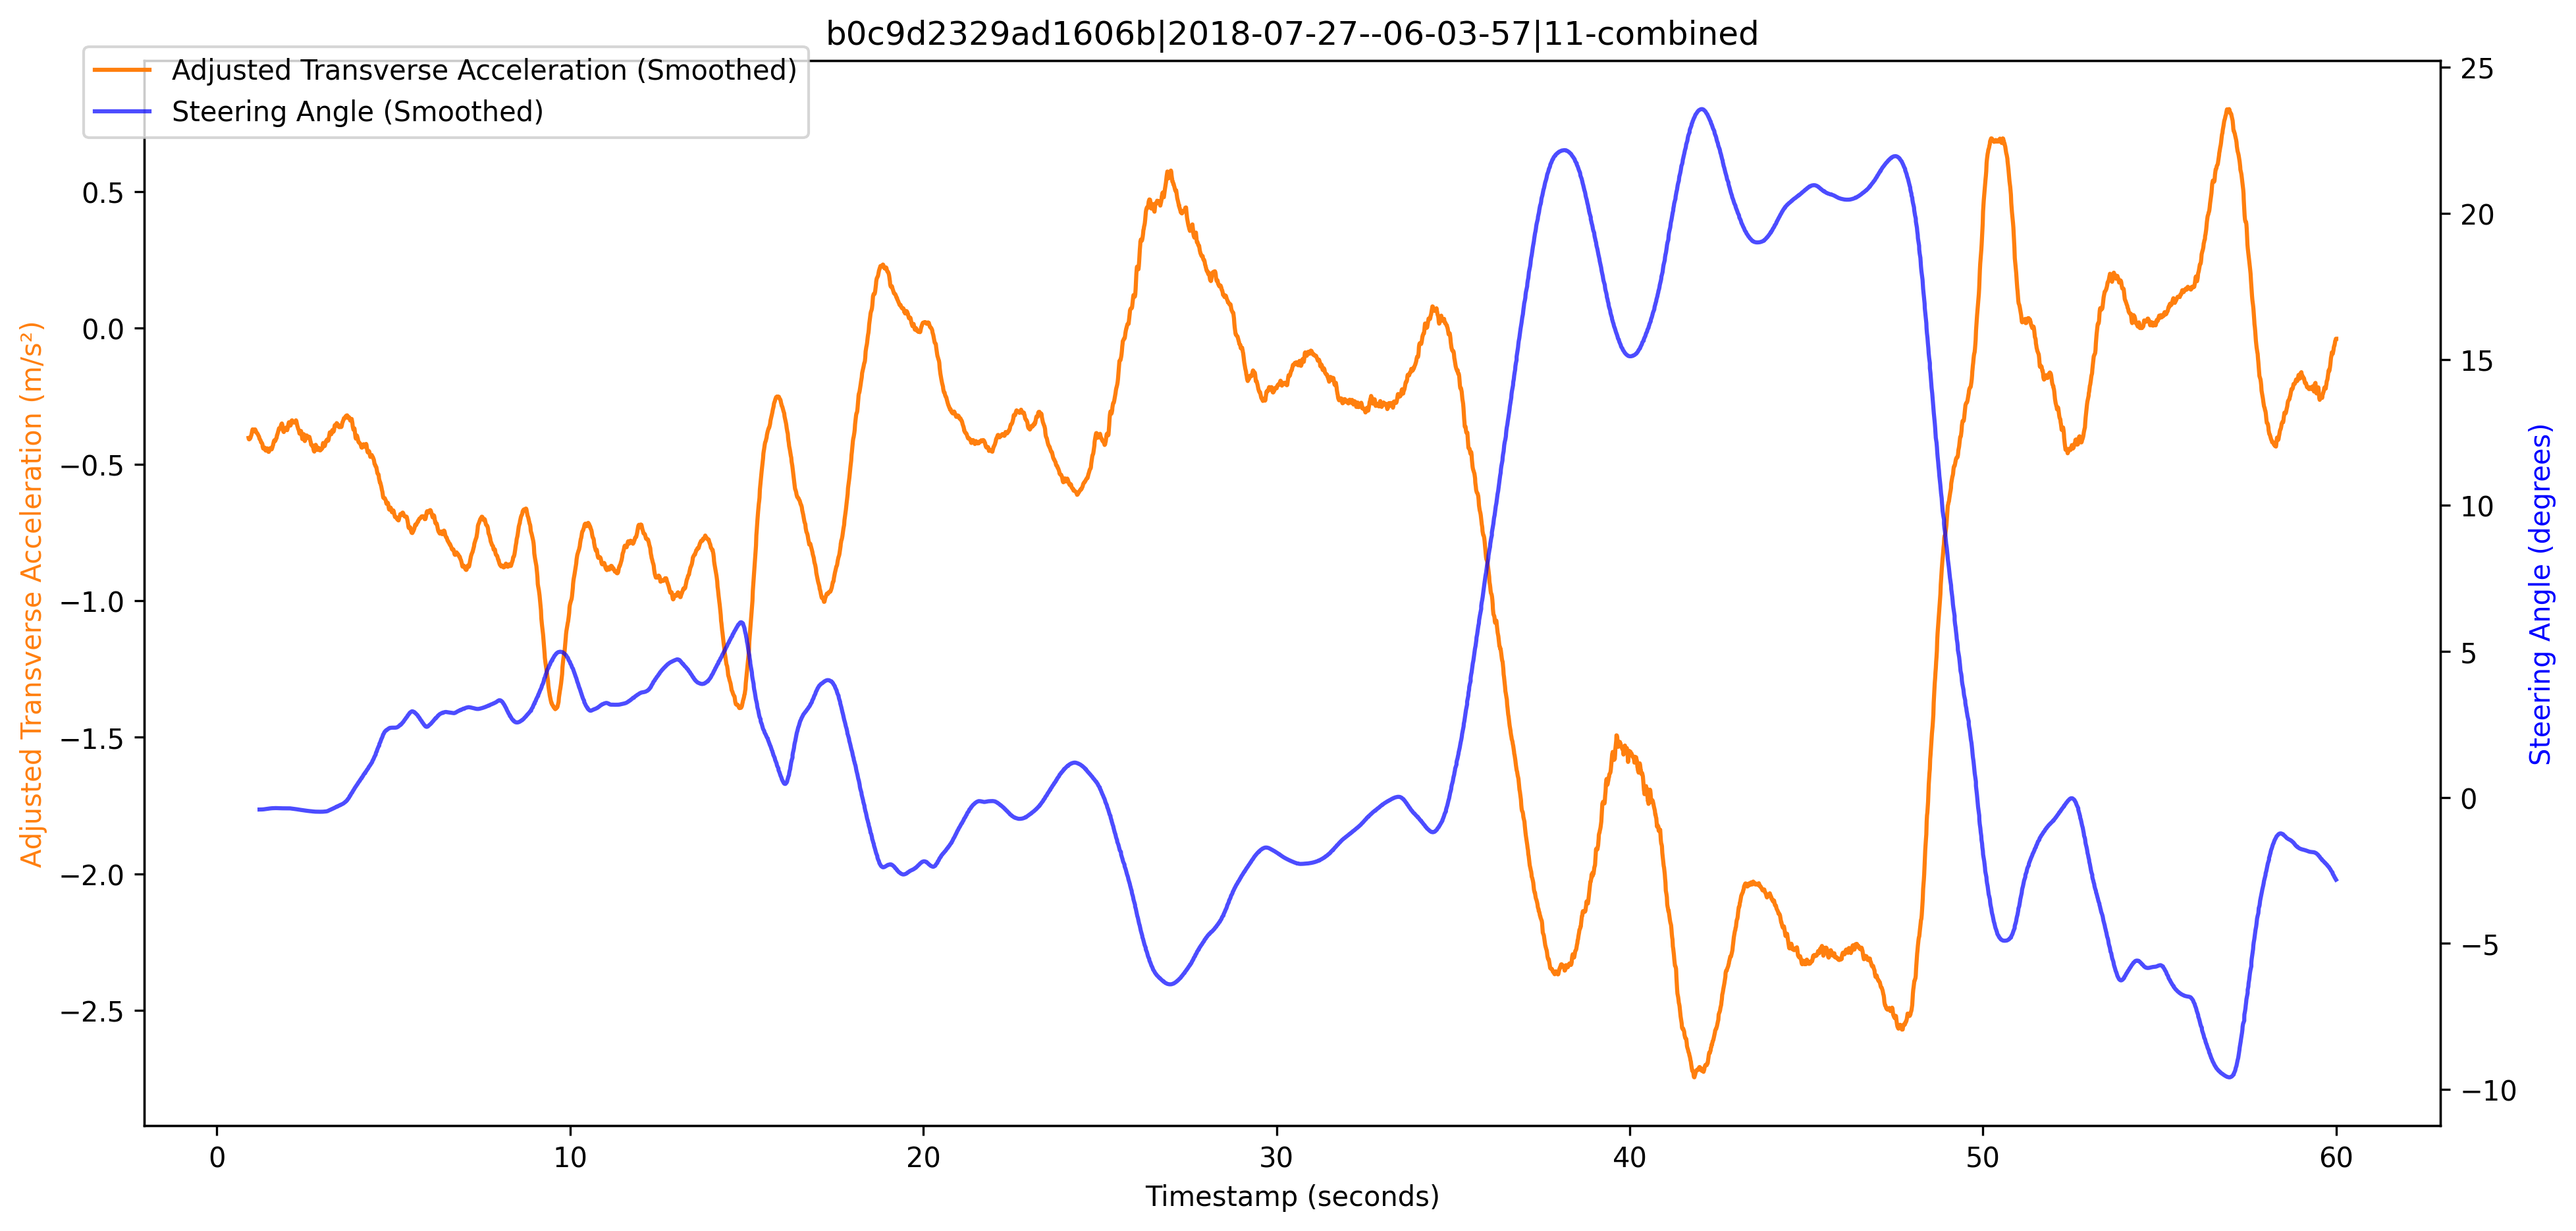 b0c9d2329ad1606b|2018-07-27--06-03-57|11-combined
Adjusted Transverse Acceleration (Smoothed)
Steering Angle (Smoothed)
Adjusted Transverse Acceleration (m/s²)
0.5
0.0
−0.5
−1.0
−1.5
−2.0
−2.5
25
20
15
10
5
0
−5
−10
Steering Angle (degrees)
0 10 20 30 40 50 60
Timestamp (seconds)